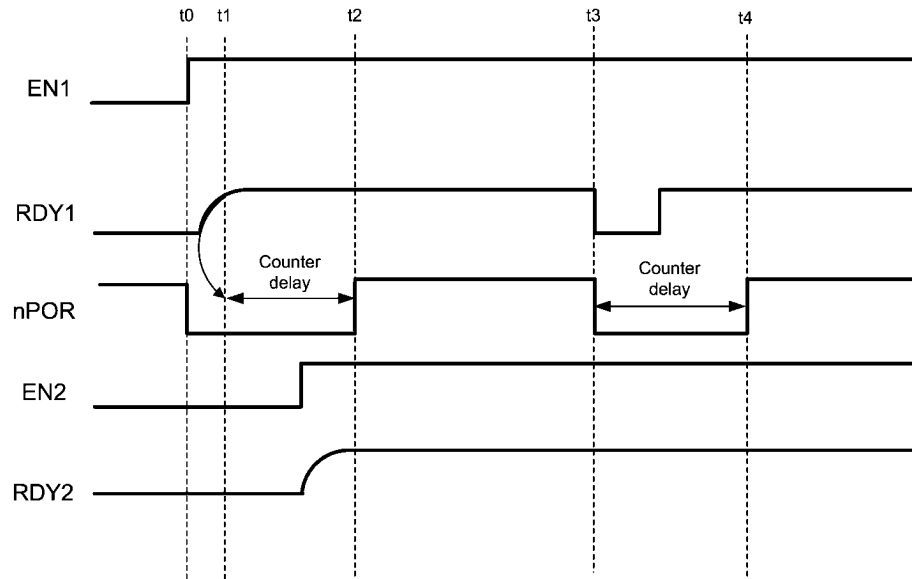 t0 t1 t2 t3 t4
EN1
RDY1
Counter
delay
Counter
delay
nPOR
EN2
RDY2